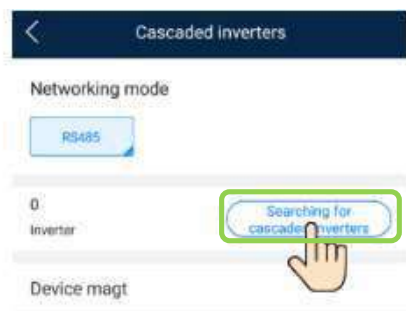 Cascaded inverters
Networking mode
RS485
0
Inverter
Searching for
cascaded inverters
Device magt